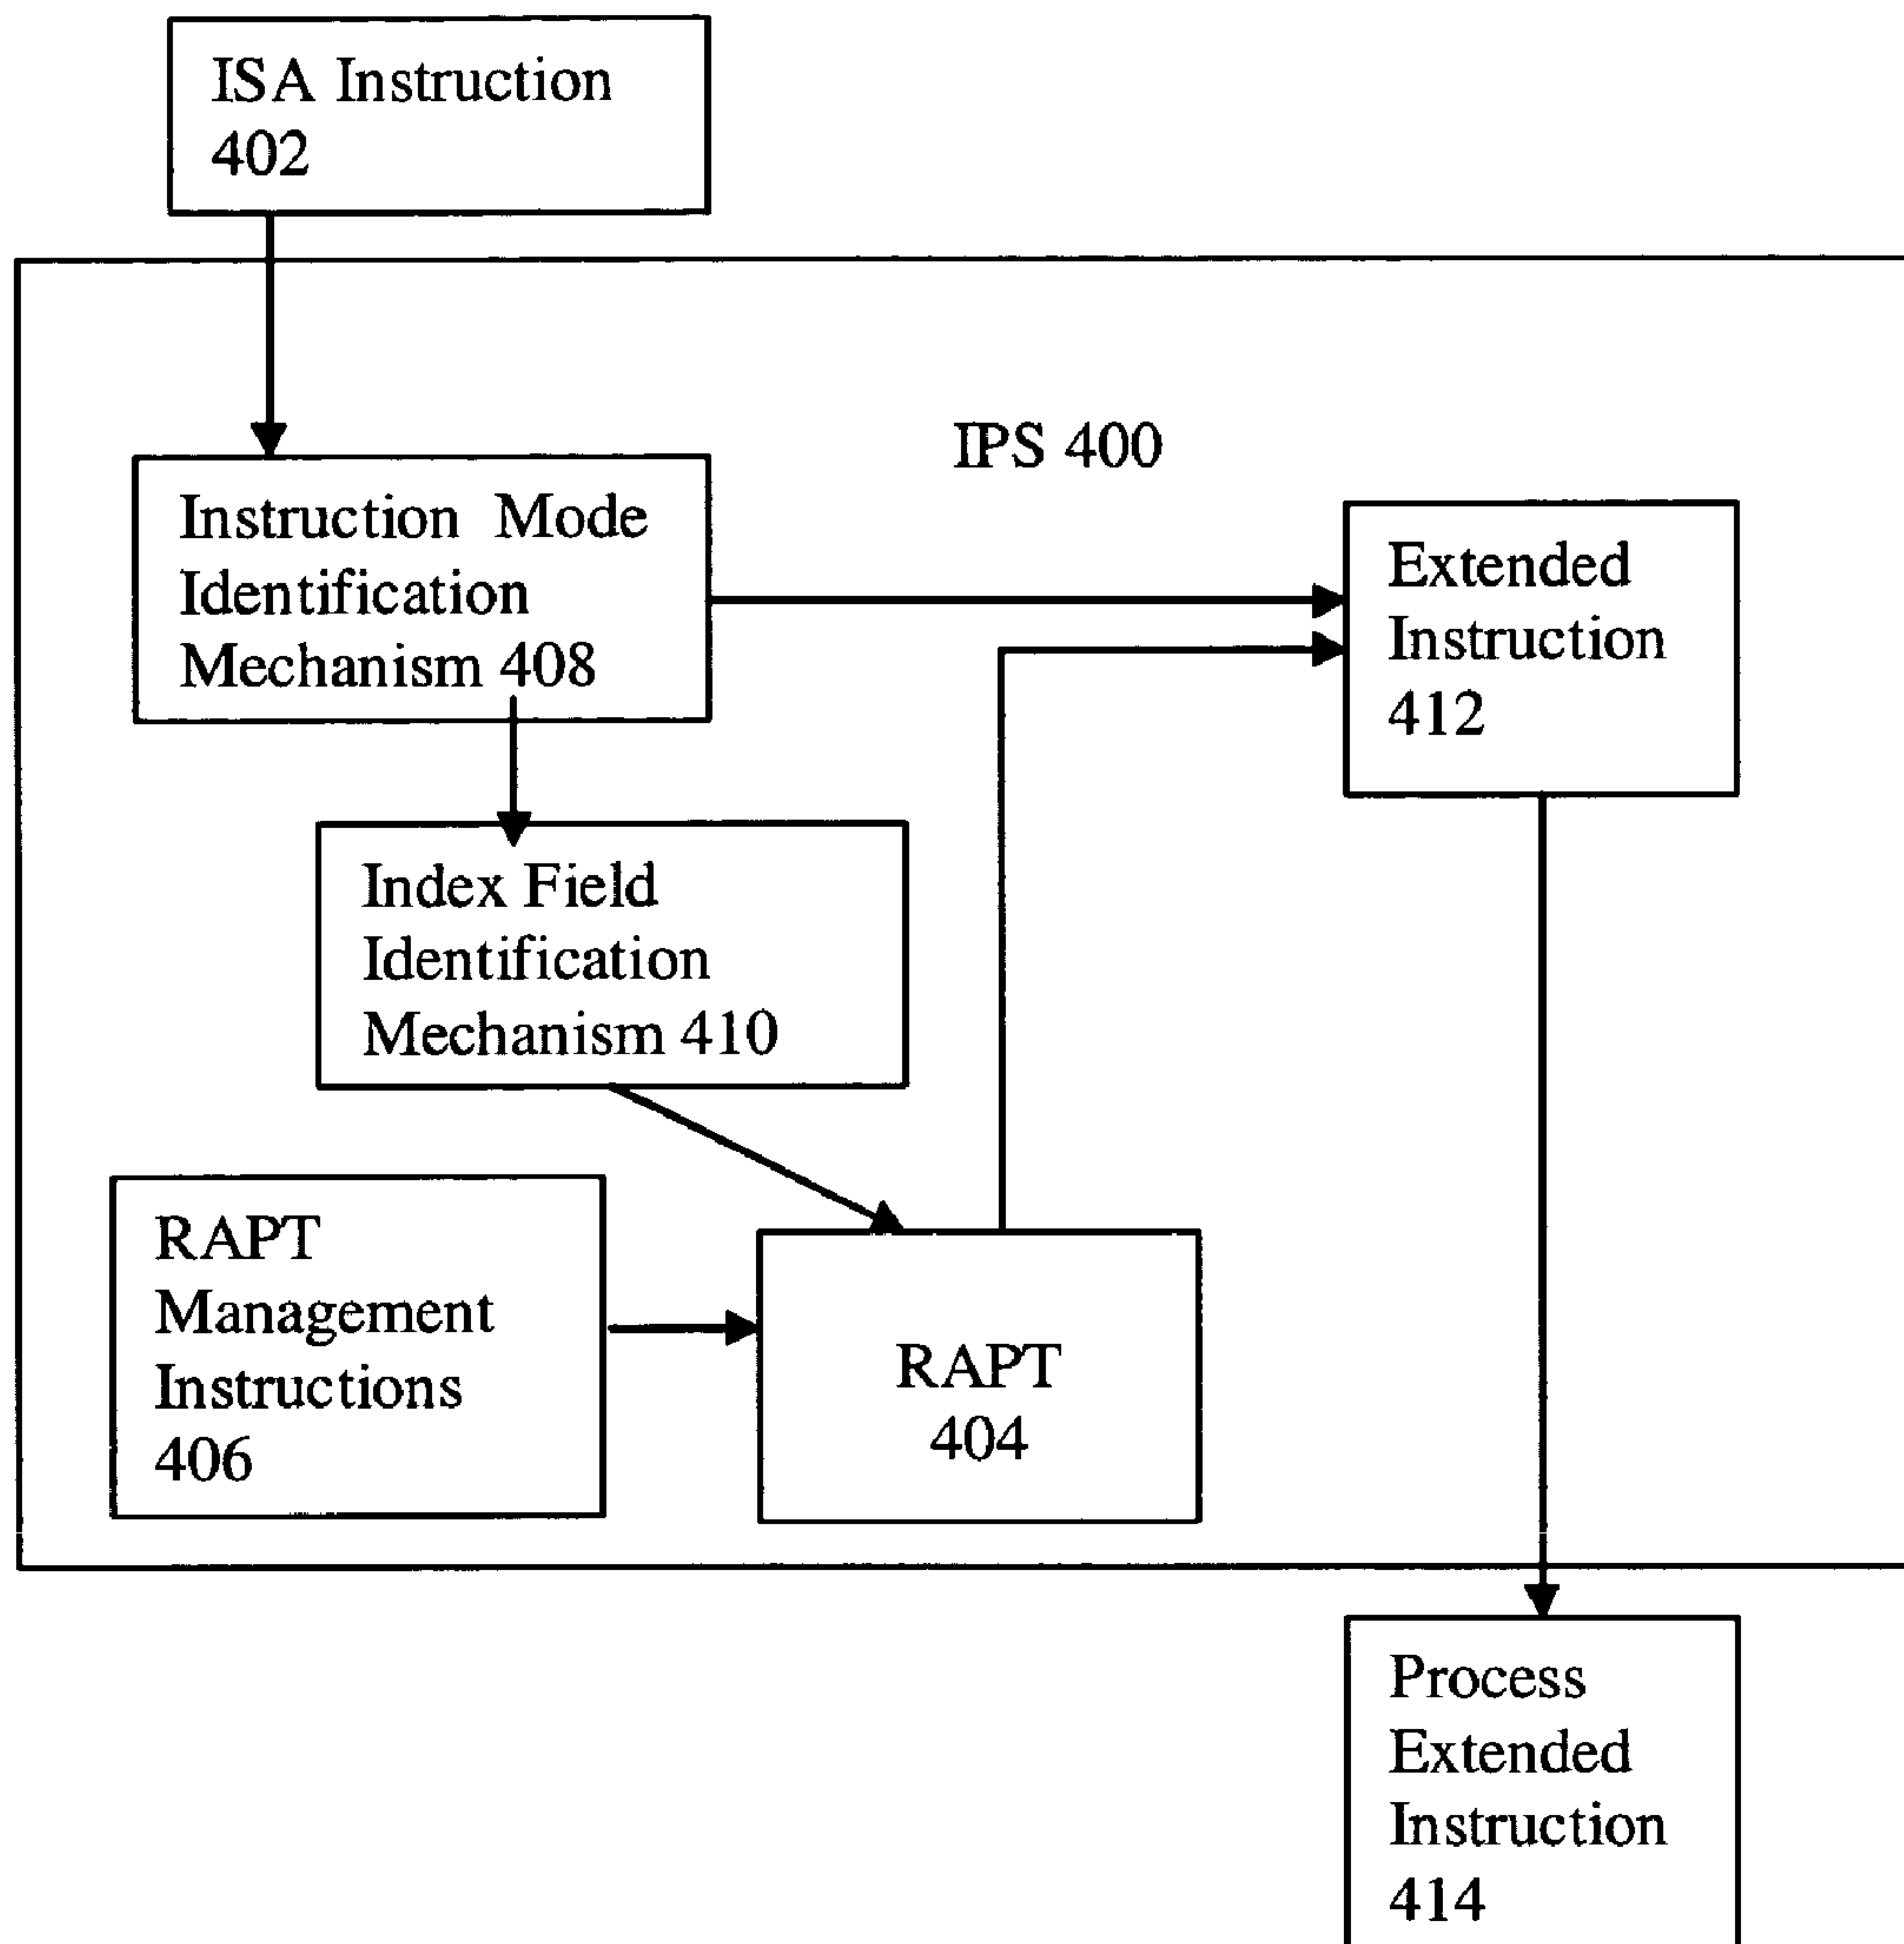 ISA Instruction
402
IPS 400
Instruction Mode
Identification
Mechanism 408
Extended
Instruction
412
Index Field
Identification
Mechanism 410
RAPT
Management
Instructions
406
RAPT
404
Process
Extended
Instruction
414